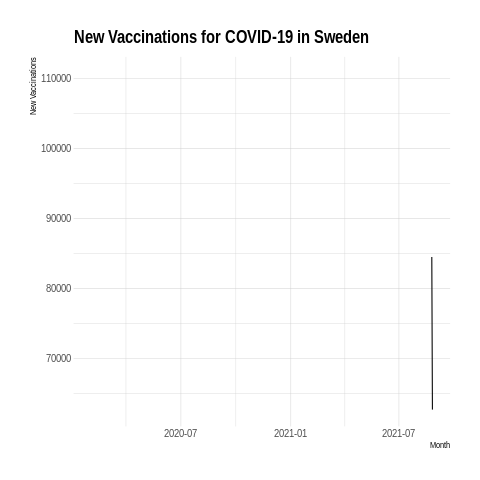 New Vaccinations for COVID-19 in Sweden
New Vaccinations
110000
100000
90000
80000
70000
2020-07
2021-01
2021-07
Month